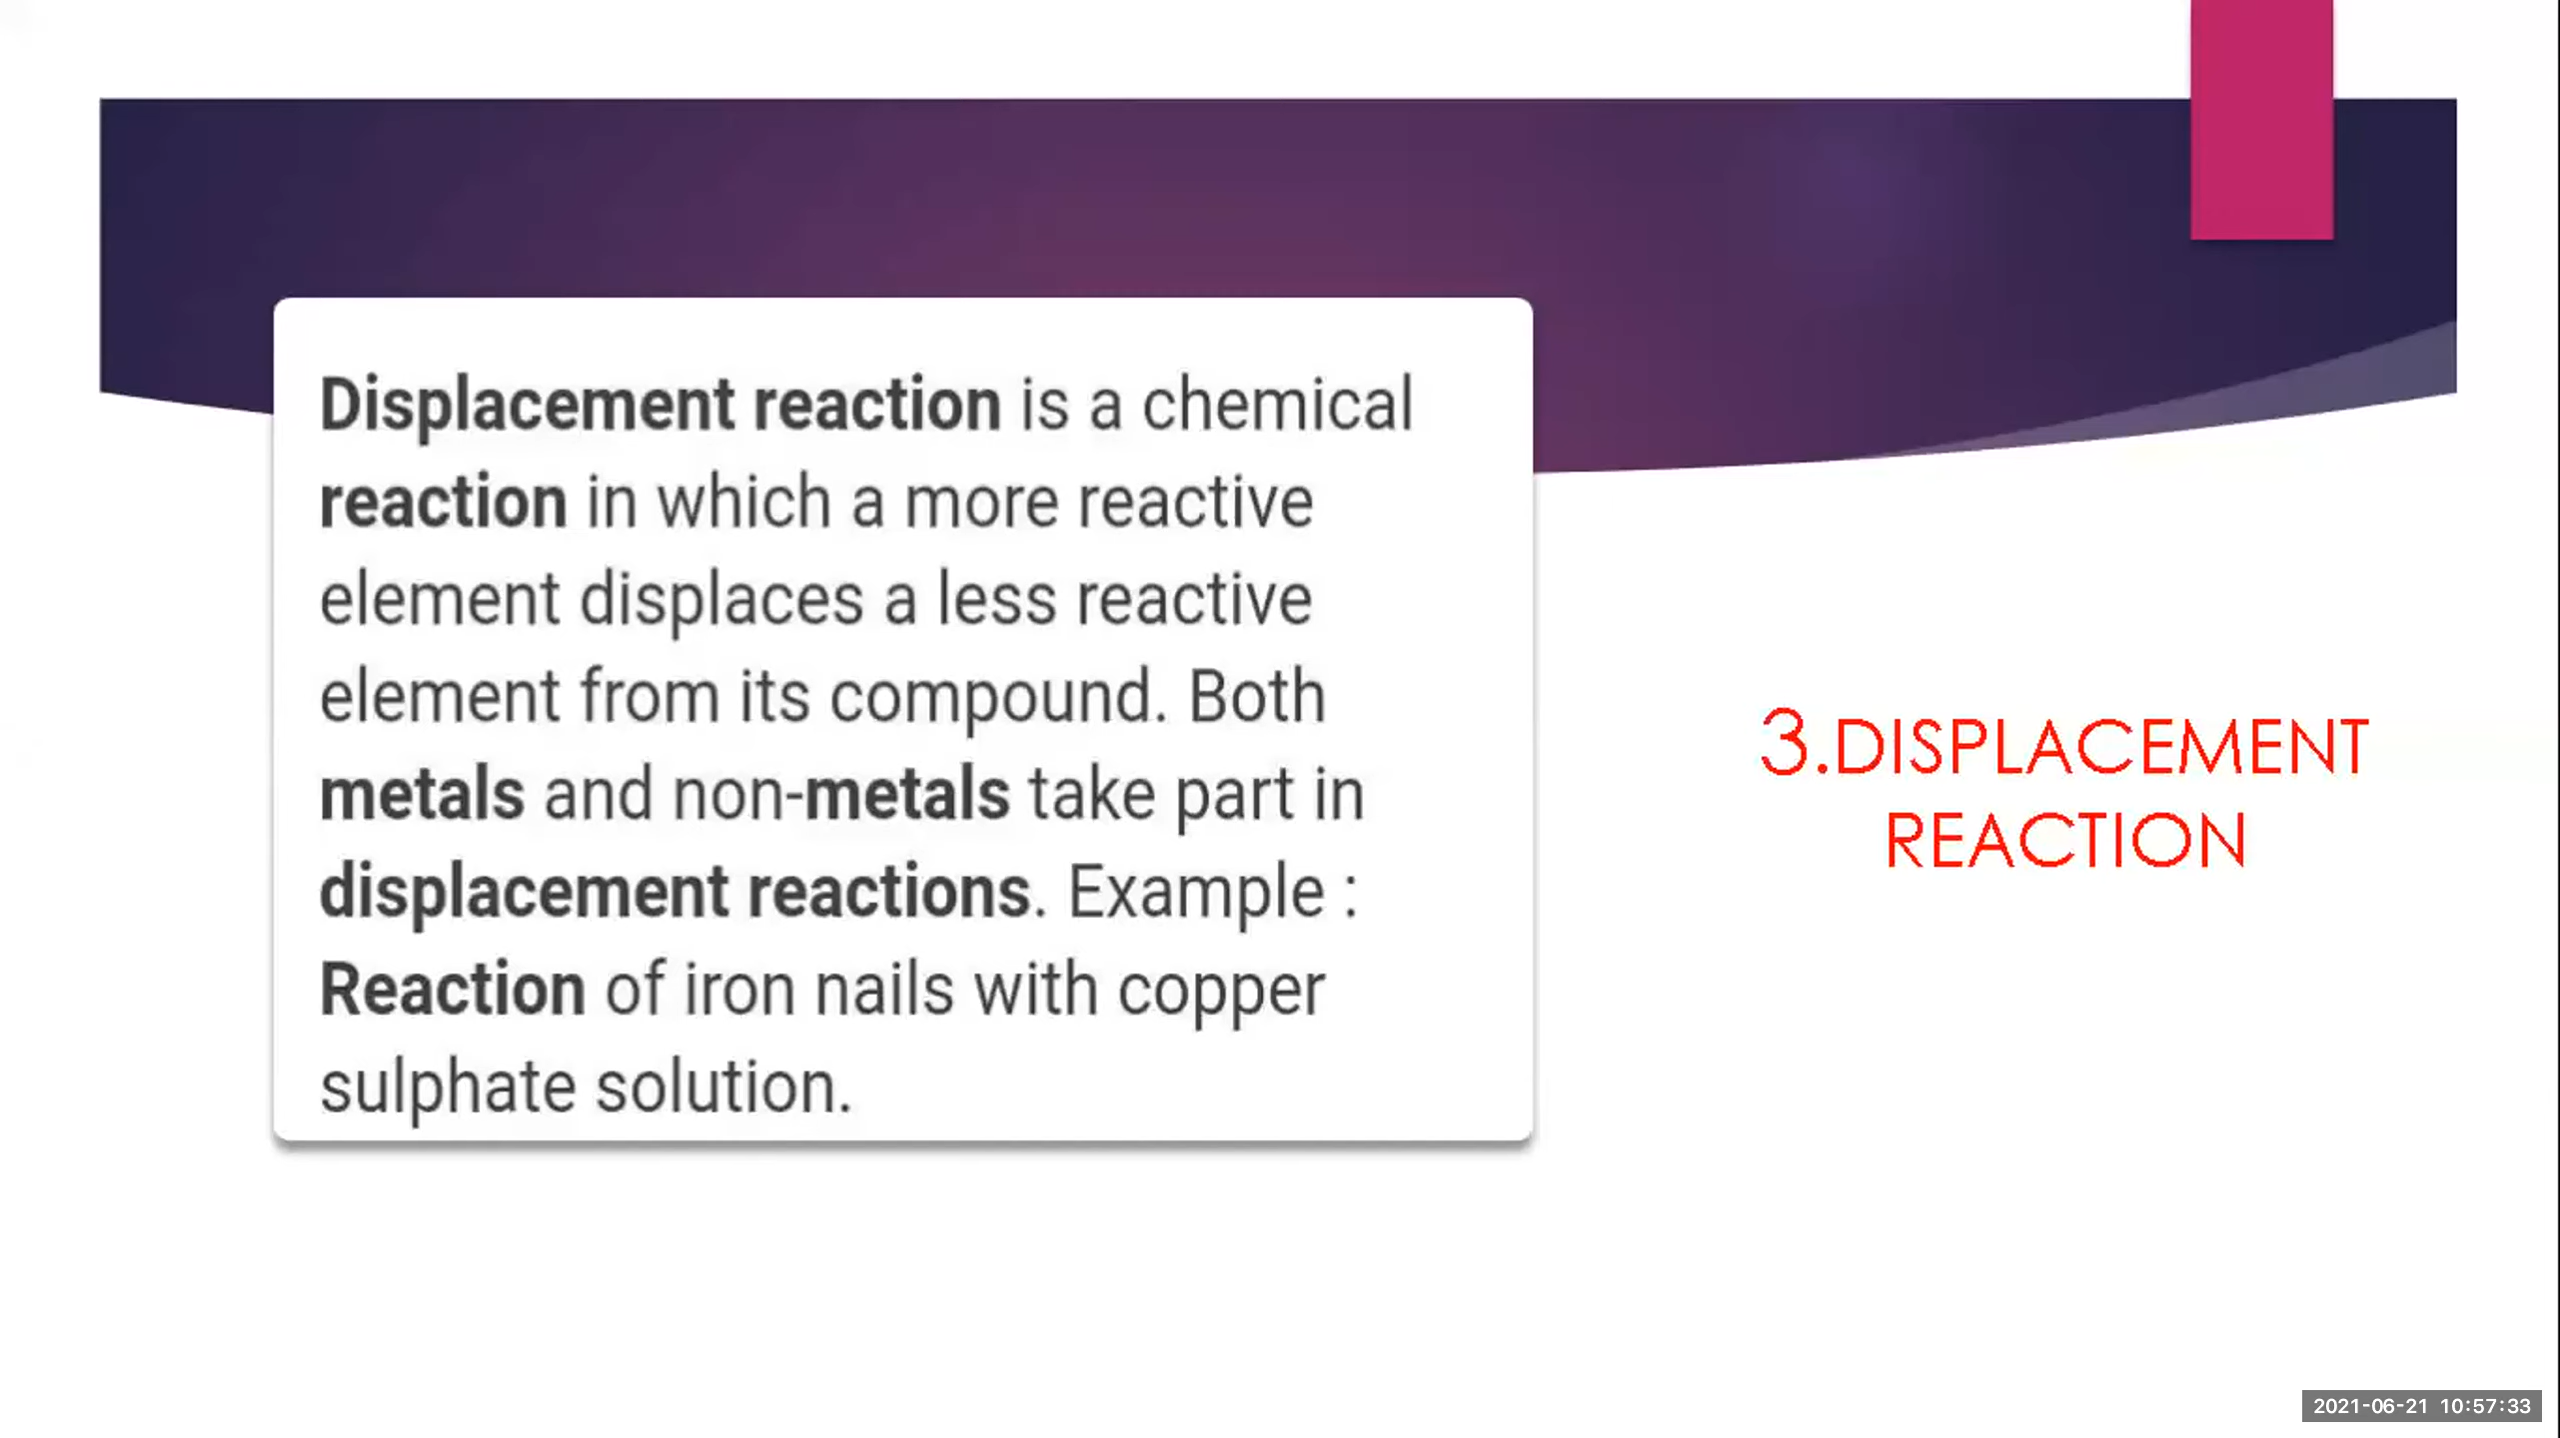 Displacement reaction is a chemical
reaction in which a more reactive
element displaces a less reactive
element from its compound. Both
metals and non-metals take part in
displacement reactions. Example :
Reaction of iron nails with copper
sulphate solution.
3.DISPLACEMENT
REACTION
2021-06-21 10:57:33